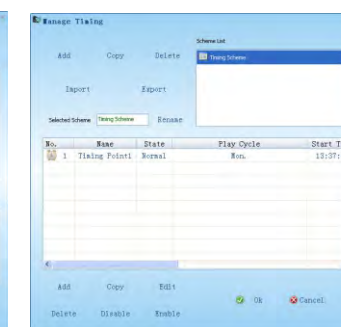 Manage Timing
Scheme List
Add Copy Delete
Timing Scheme
Import Export
Selected Scheme Timing Scheme Rename
No. Name State Play Cycle Start T
1 Timing Point1 Normal Mon. 13:37:
Add Copy Edit
Ok Cancel
Delete Disable Enable